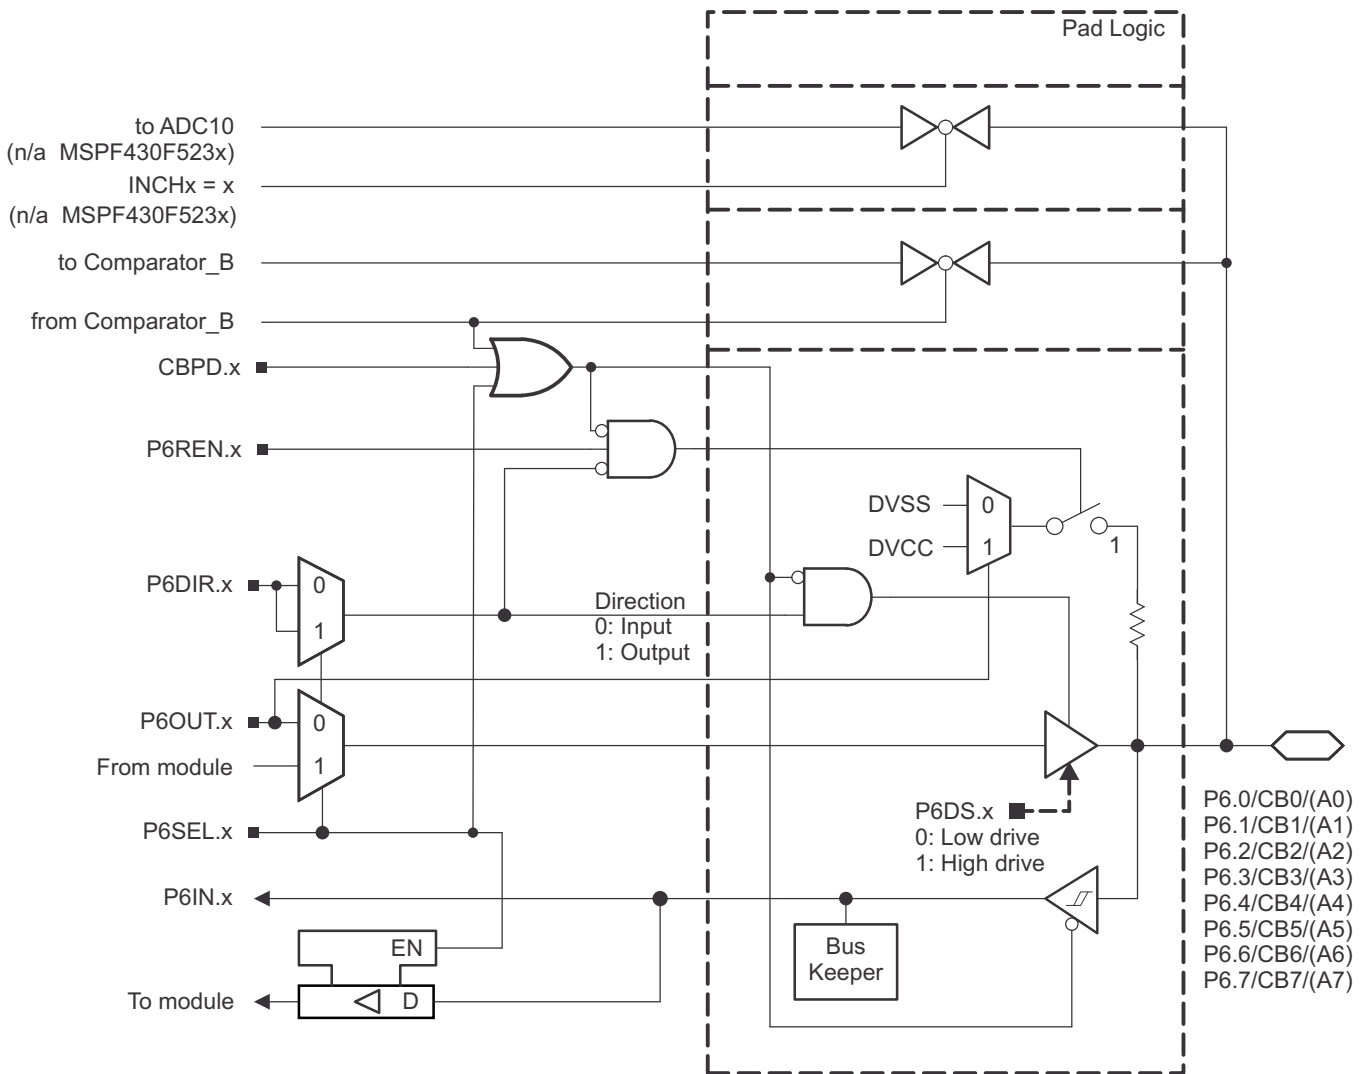 Pad Logic
to ADC10
(n/a MSPF430F523x)
INCHx = x
(n/a MSPF430F523x)
to Comparator_B
from Comparator_B
CBPD.x
P6REN.x
DVSS
0
DVCC
1
1
P6DIR.x
0
1
Direction
0: Input
1: Output
P6OUT.x
0
From module
1
P6DS.x
0: Low drive
1: High drive
P6SEL.x
P6IN.x
EN
Bus
Keeper
To module
D
P6.0/CB0/(A0)
P6.1/CB1/(A1)
P6.2/CB2/(A2)
P6.3/CB3/(A3)
P6.4/CB4/(A4)
P6.5/CB5/(A5)
P6.6/CB6/(A6)
P6.7/CB7/(A7)